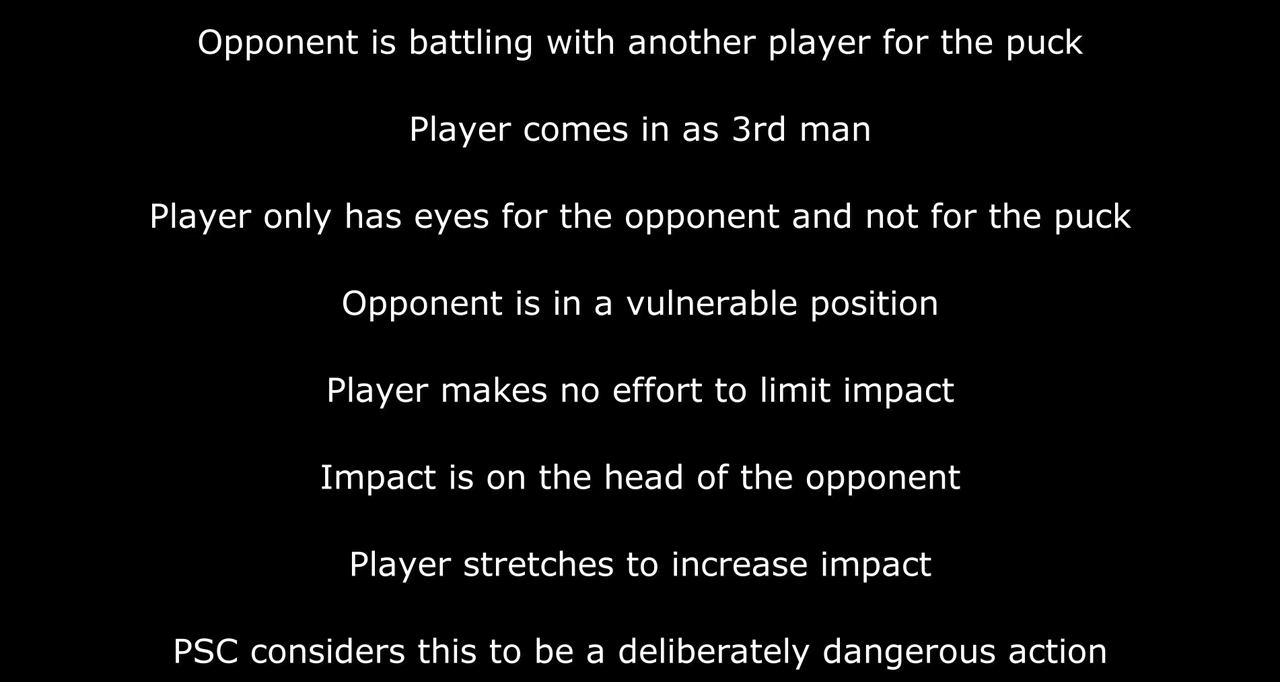 Opponent is battling with another player for the puck
Player comes in as 3rd man
Player only has eyes for the opponent and not for the puck
Opponent is in a vulnerable position
Player makes no effort to limit impact
Impact is on the head of the opponent
Player stretches to increase impact
PSC considers this to be a deliberately dangerous action